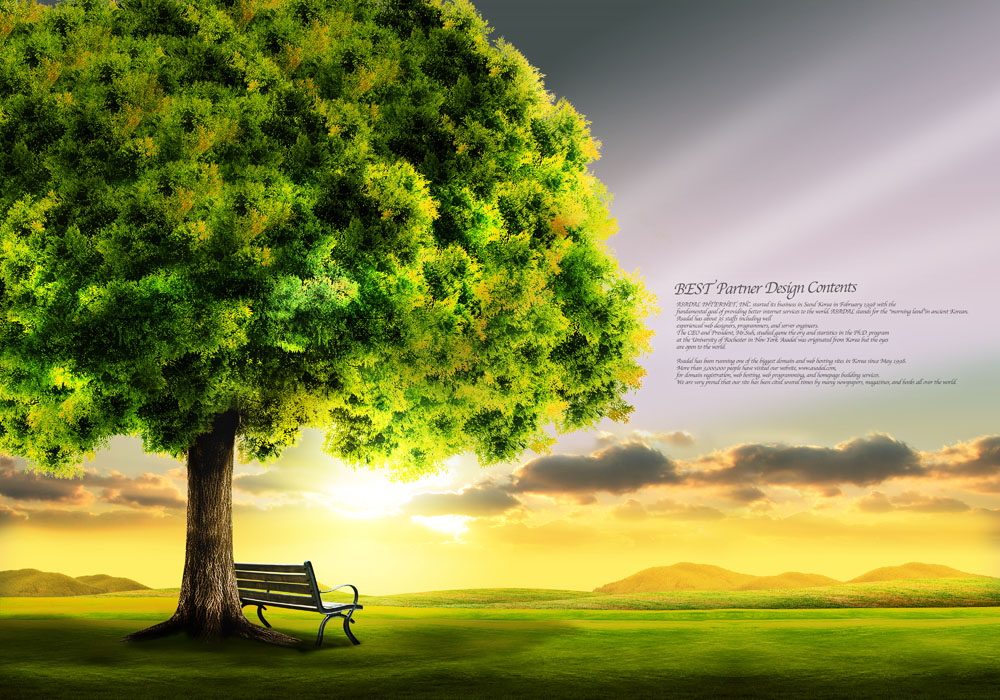 BEST Partner Design Contents
ASADAL INTERNET, INC. started its business in Seoul Korea in February 1998 with the
fundamental goal of providing better internet services to the world. ASADAL stands for the "morning land"in ancient Korean.
Asadal has about 35 staffs including well
experienced web designers, programmers, and server engineers.
The CEO and President, Mr.Suh, studied game theory and statistics in the Ph.D. program
at the University of Rochester in New York. Asadal was originated from Korea but the eyes
are open to the world.
Asadal has been running one of the biggest domain and web hosting sites in Korea since May 1998.
More than 3,000,000 people have visited our website, www.asadal.com
for domain registration, web hosting, web programming, and homepage building services.
We are very proud that our site has been cited several times by many newspapers, magazines, and books all over the world.